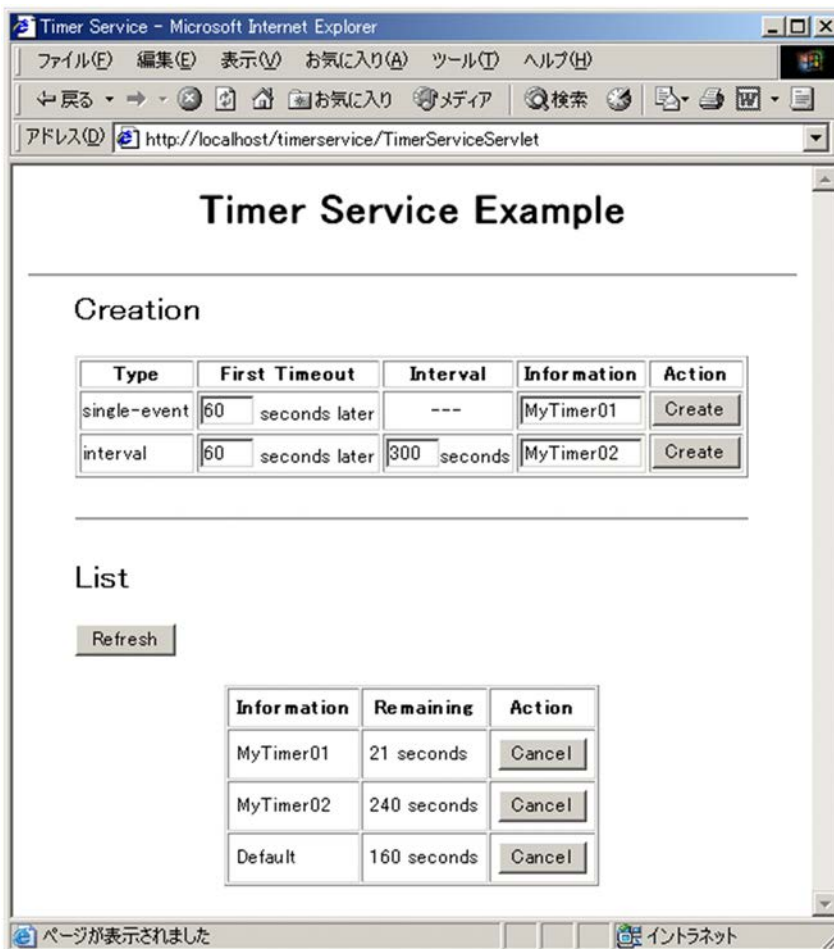 Timer Service - Microsoft Internet Explorer
ファイル(F) 編集(E) 表示(V) お気に入り(A) ツール(T) ヘルプ(H)
戻る お気に入り メディア 検索
アドレス(D) http://localhost/timerservice/TimerServiceServlet
Timer Service Example
Creation
Type First Timeout Interval Information Action
single-event 60 seconds later --- MyTimer01 Create
interval 60 seconds later 300 seconds MyTimer02 Create
List
Refresh
Information Remaining Action
MyTimer01 21 seconds Cancel
MyTimer02 240 seconds Cancel
Default 160 seconds Cancel
ページが表示されました イントラネット